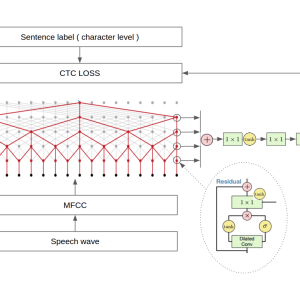 Sentence label ( character level )
CTC LOSS
1 × 1
tanh
1 × 1
Residual
tanh
1 × 1
tanh
σ
Dilated
Conv
MFCC
Speech wave